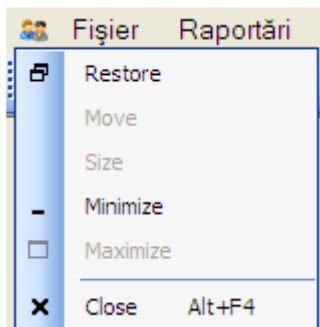 Fişier Raportări
Restore
Move
Size
Minimize
Maximize
Close Alt+F4